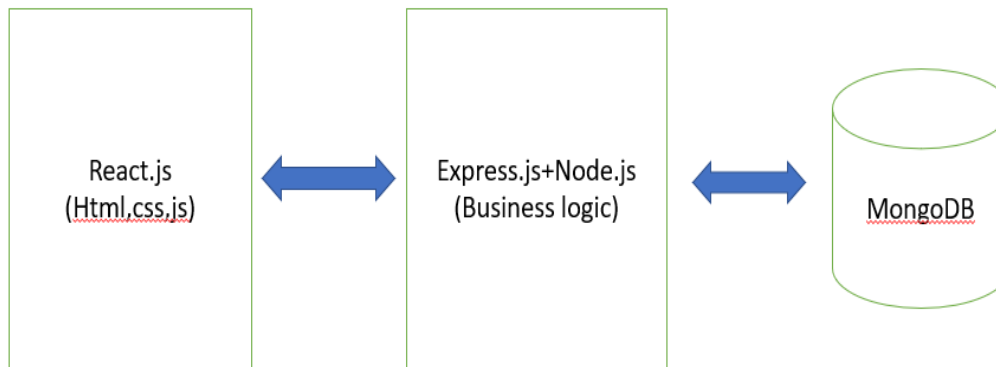 React.js
(Html,css,js)
Express.js+Node.js
(Business logic)
MongoDB